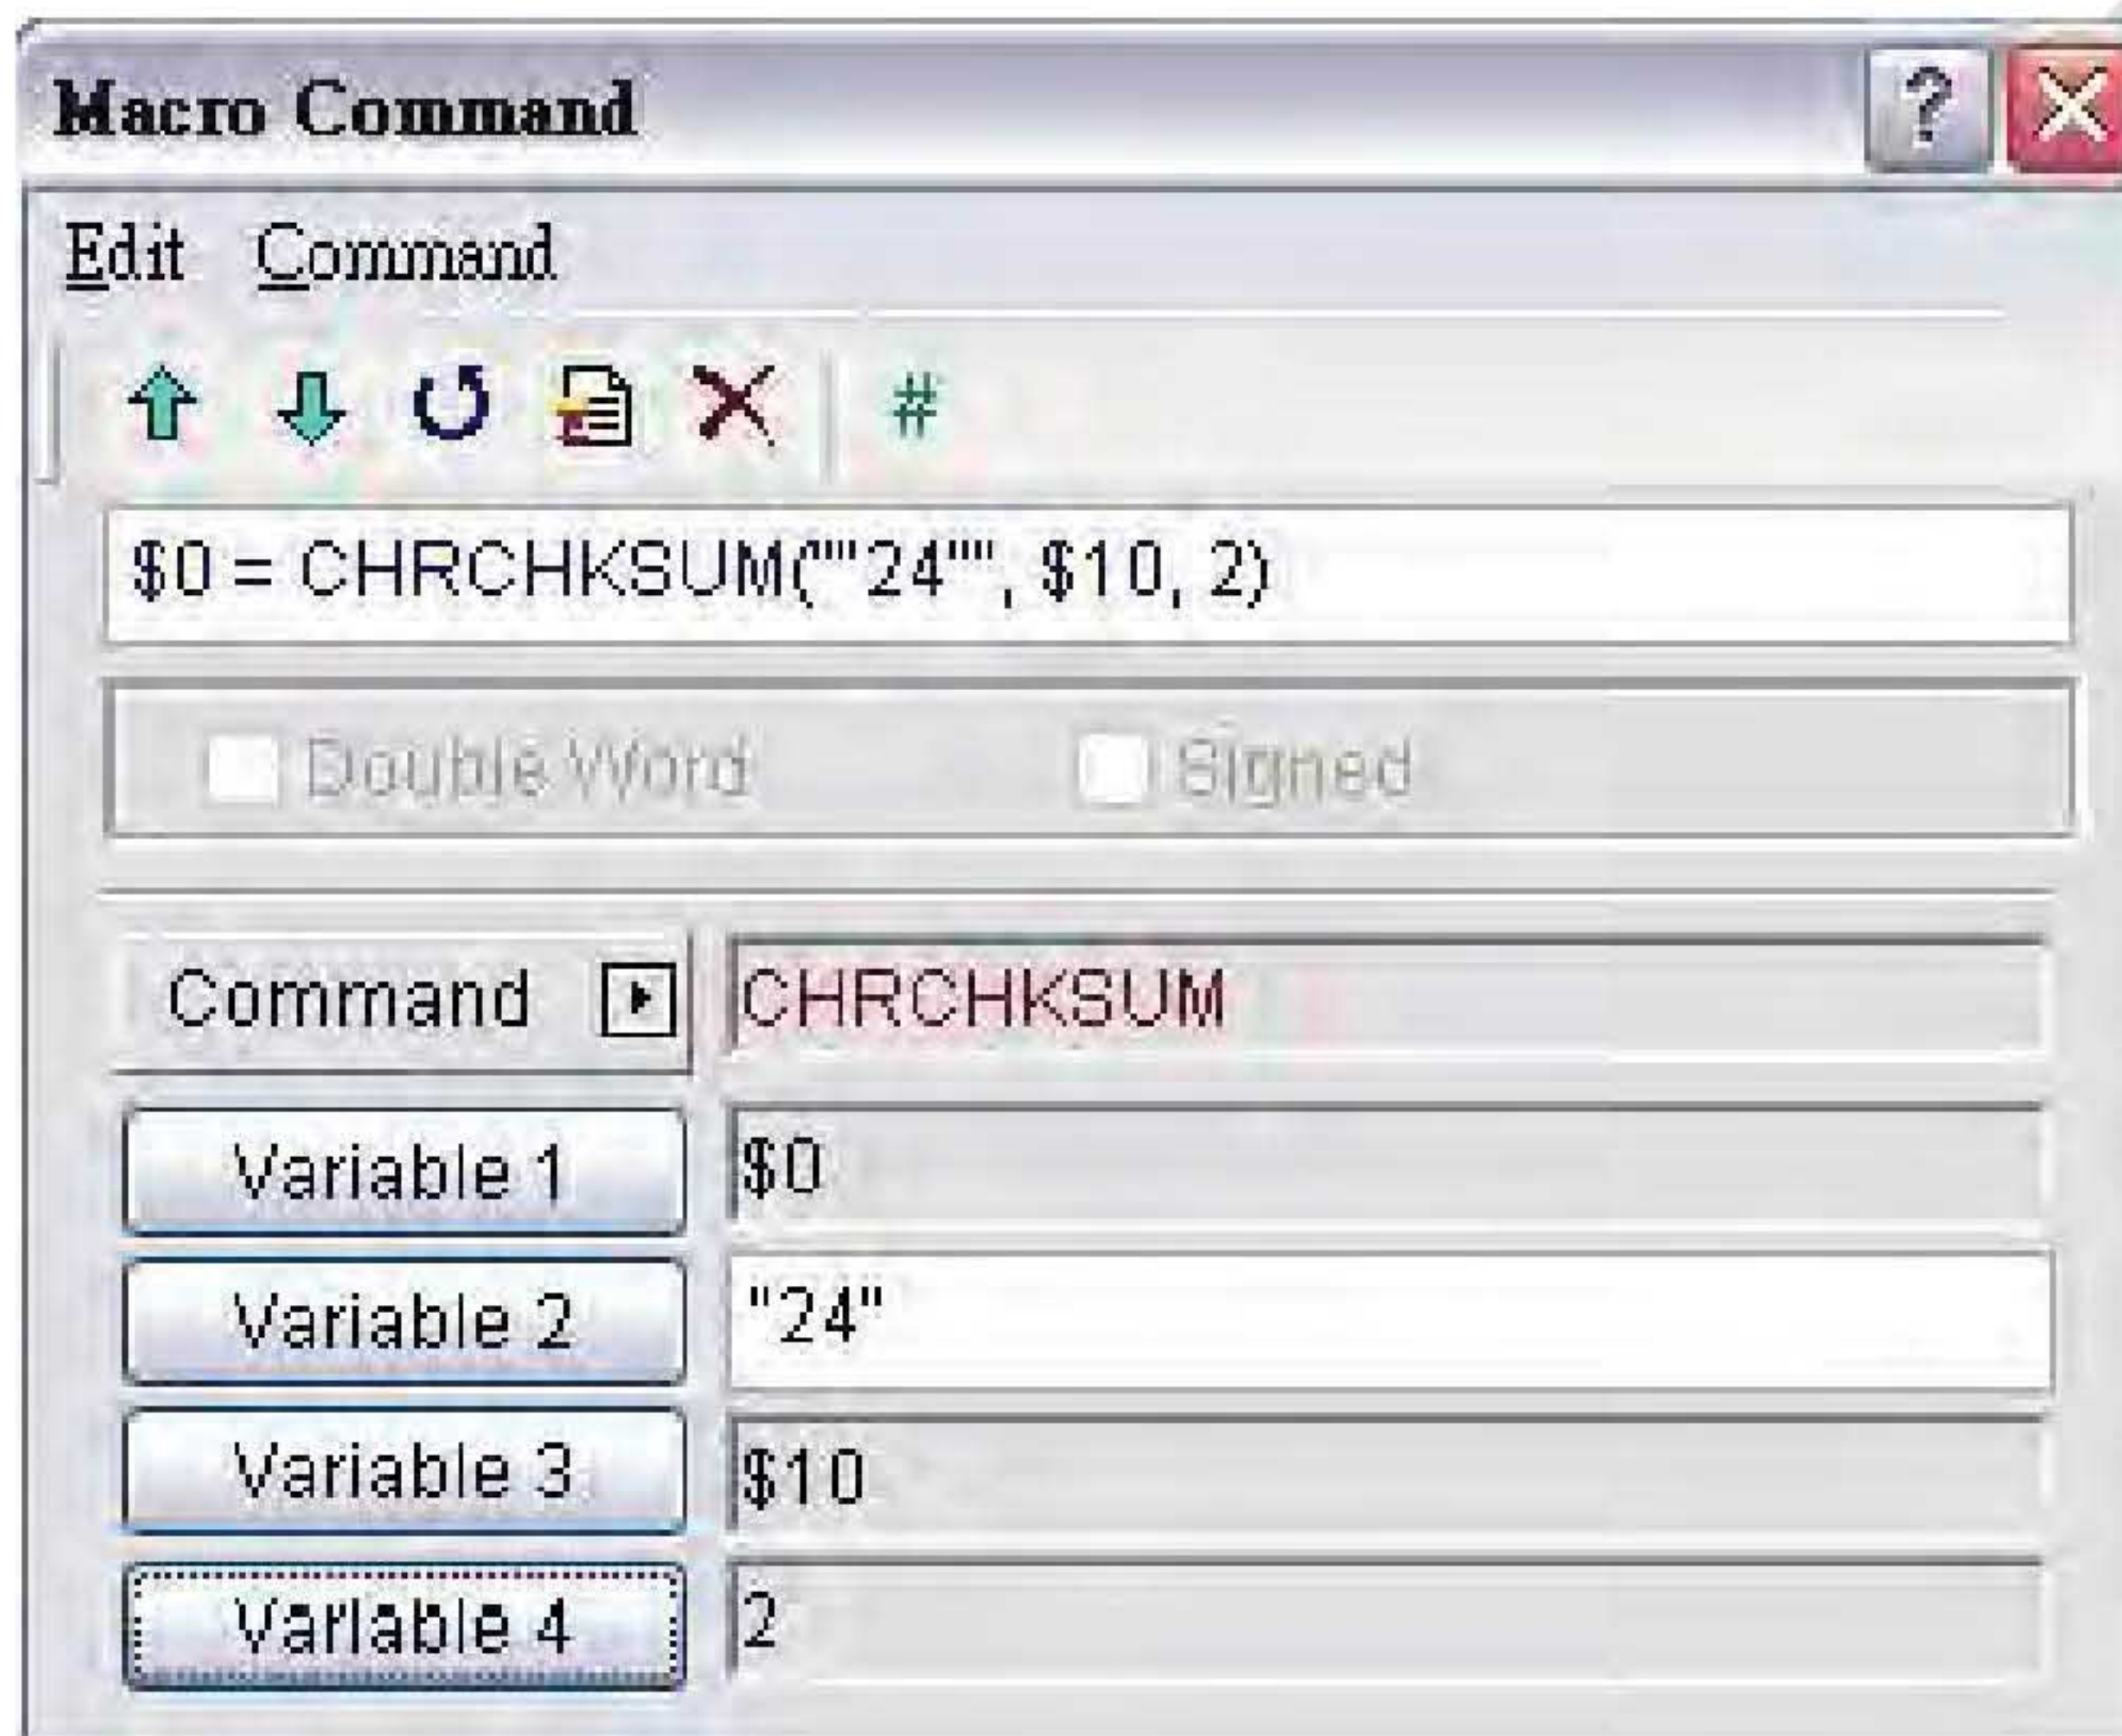 Macro Command
?
Edit Command
#
$0 = CHRCHKSUM(""24"", $10, 2)
Double Word Signed
Command CHRCHKSUM
Variable 1 $0
Variable 2 "24"
Variable 3 $10
Variable 4 2